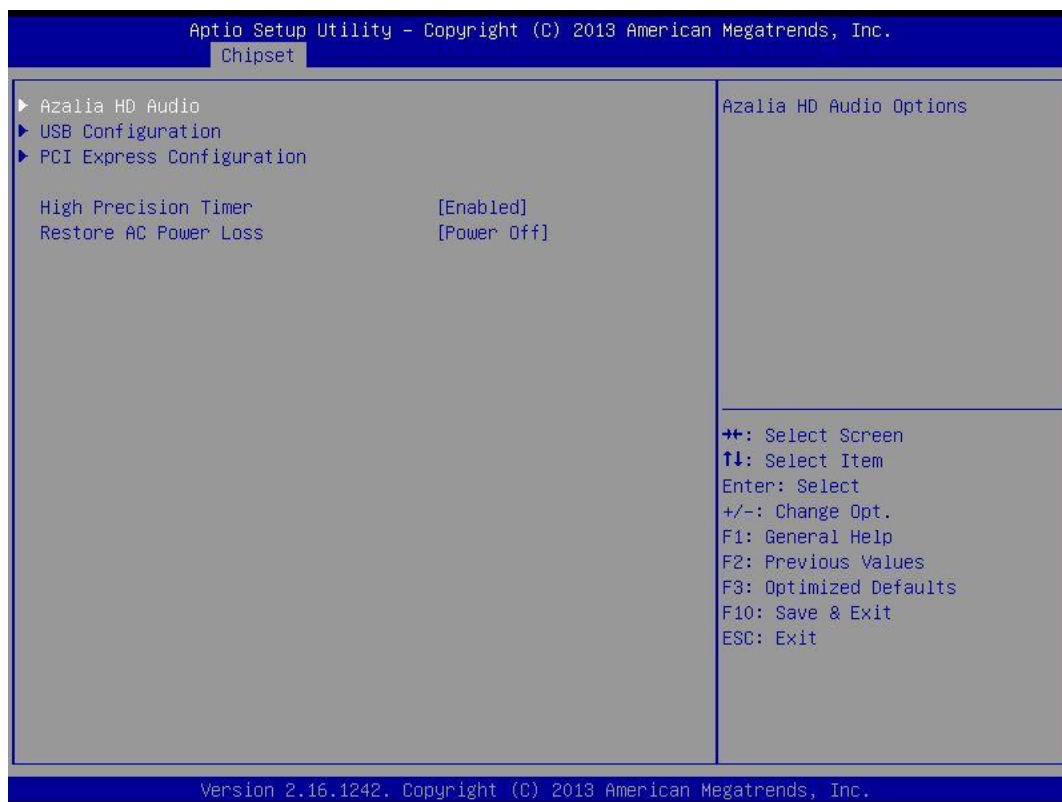 Aptio Setup Utility – Copyright (C) 2013 American Megatrends, Inc.
Chipset
▶ Azalia HD Audio
▶ USB Configuration
▶ PCI Express Configuration
High Precision Timer [Enabled]
Restore AC Power Loss [Power Off]
Azalia HD Audio Options
→←: Select Screen
↑↓: Select Item
Enter: Select
+/-: Change Opt.
F1: General Help
F2: Previous Values
F3: Optimized Defaults
F10: Save & Exit
ESC: Exit
Version 2.16.1242. Copyright (C) 2013 American Megatrends, Inc.